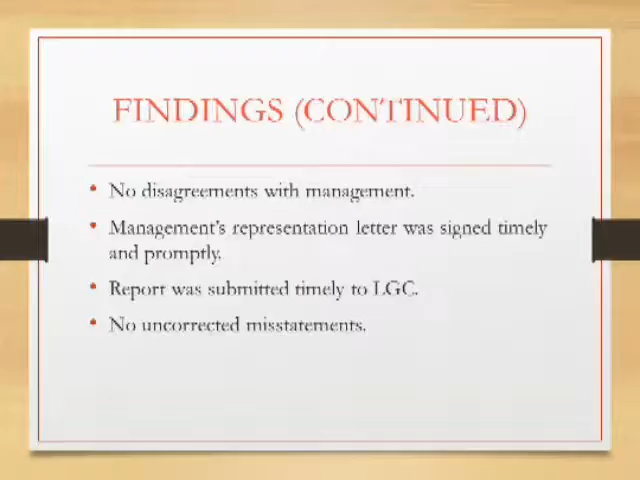 FINDINGS (CONTINUED)
• No disagreements with management.
• Management's representation letter was signed timely
and promptly.
• Report was submitted timely to LGC.
• No uncorrected misstatements.